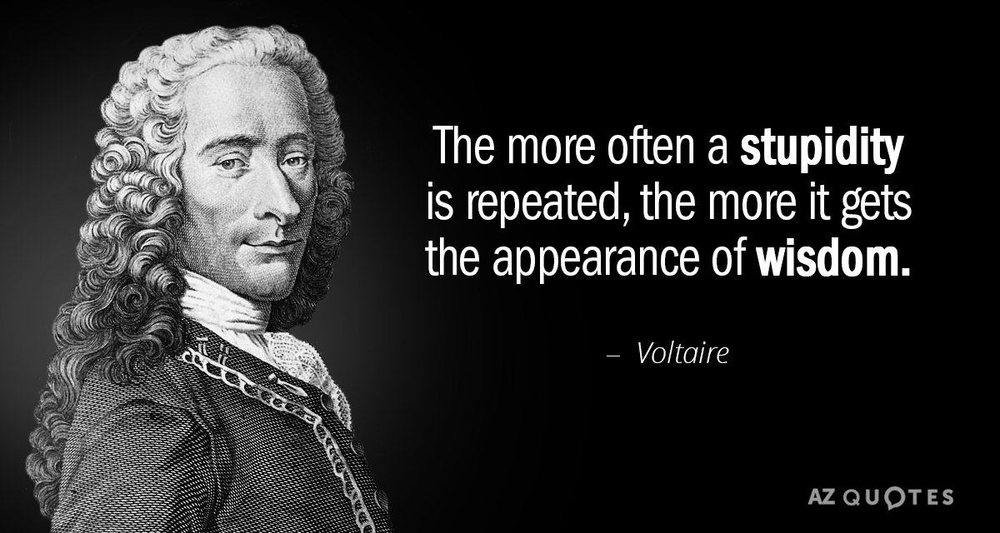 The more often a stupidity
is repeated, the more it gets
the appearance of wisdom.
– Voltaire
AZ QUOTES